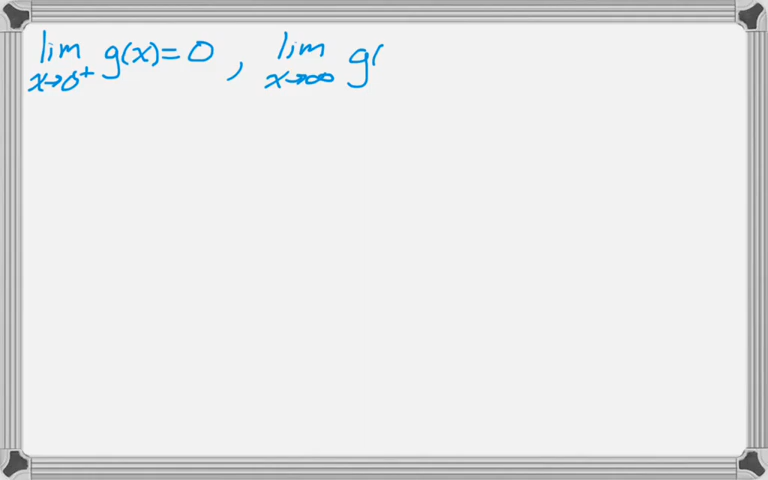 lim x→0⁺ g(x) = 0 , lim x→∞ g(